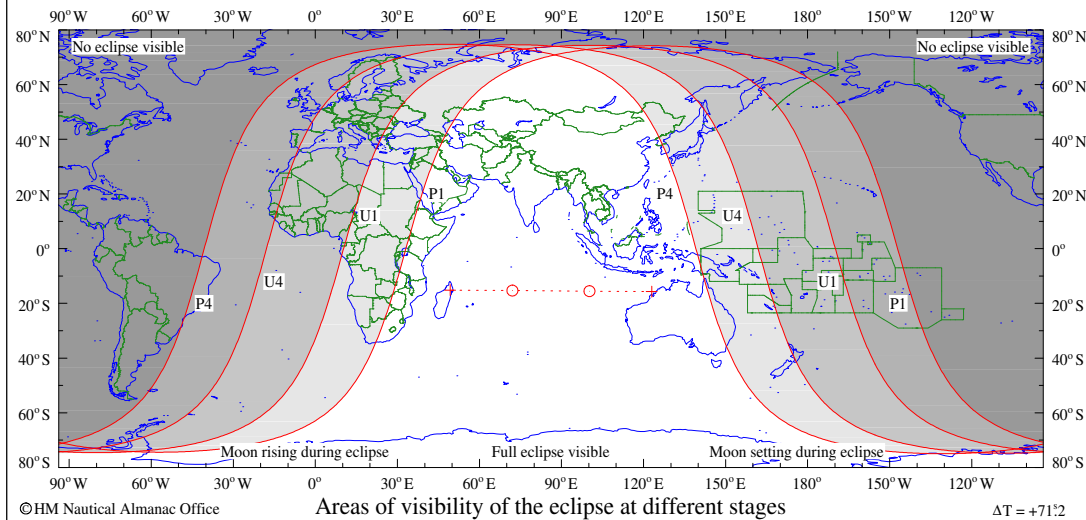 90°W 60°W 30°W 0° 30°E 60°E 90°E 120°E 150°E 180° 150°W 120°W
80°N No eclipse visible No eclipse visible 80°N
60°N 60°N
40°N 40°N
20°N P1 P4 20°N
U1 U4
0° 0°
U4 U1
20°S P4 P1 20°S
40°S 40°S
60°S 60°S
Moon rising during eclipse Full eclipse visible Moon setting during eclipse
80°S 80°S
90°W 60°W 30°W 0° 30°E 60°E 90°E 120°E 150°E 180° 150°W 120°W
©HM Nautical Almanac Office Areas of visibility of the eclipse at different stages ΔT = +71ˢ.2